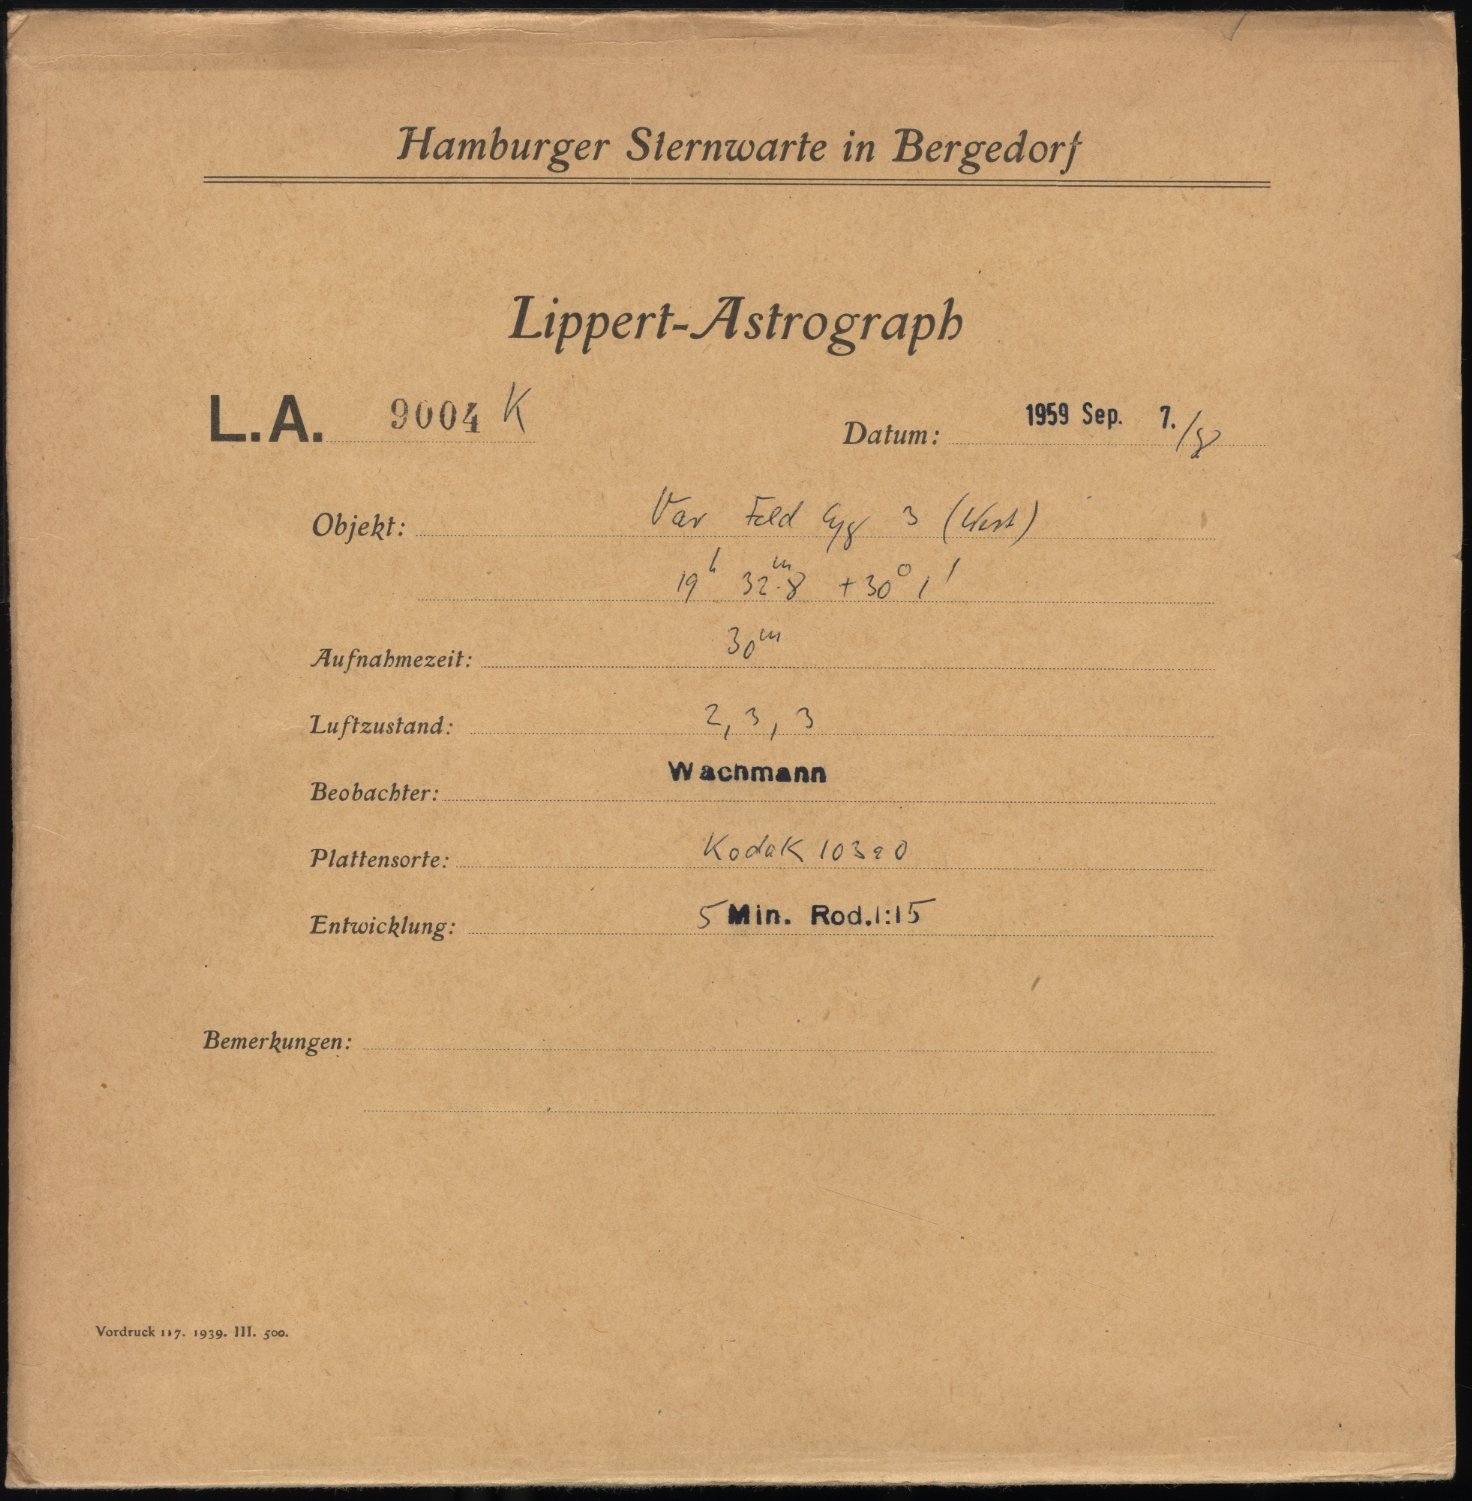 Hamburger Sternwarte in Bergedorf
Lippert-Astrograph
L.A. 9004 K Datum: 1959 Sep. 7./8
Objekt: Var Feld Cyg 3 (West)
19h 32m.8 +30° 1'
Aufnahmezeit: 30m
Luftzustand: 2, 3, 3
Beobachter: Wachmann
Plattensorte: Kodak 103aO
Entwicklung: 5 Min. Rod. 1:15
Bemerkungen:
Vordruck 117. 1939. III. 500.